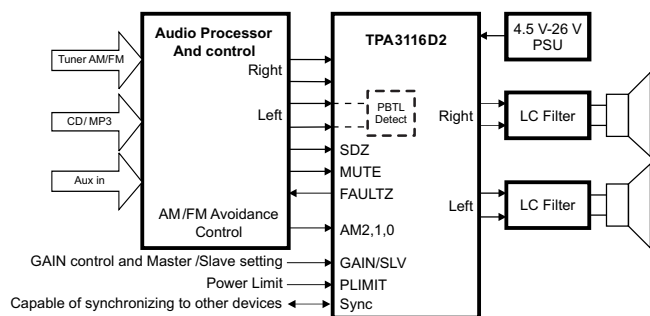 Audio Processor
And control
Tuner AM/FM
CD/ MP3
Aux in
Right
Left
AM/FM Avoidance
Control
TPA3116D2
PBTL
Detect
SDZ
MUTE
FAULTZ
AM2,1,0
GAIN/SLV
PLIMIT
Sync
Right
Left
4.5 V-26 V
PSU
LC Filter
LC Filter
GAIN control and Master /Slave setting
Power Limit
Capable of synchronizing to other devices